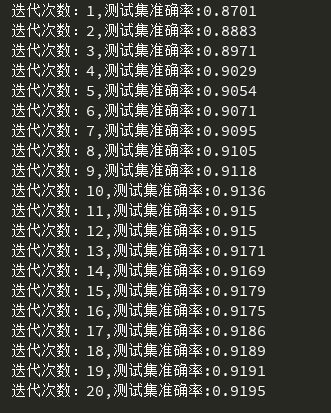 迭代次数：1,测试集准确率:0.8701
迭代次数：2,测试集准确率:0.8883
迭代次数：3,测试集准确率:0.8971
迭代次数：4,测试集准确率:0.9029
迭代次数：5,测试集准确率:0.9054
迭代次数：6,测试集准确率:0.9071
迭代次数：7,测试集准确率:0.9095
迭代次数：8,测试集准确率:0.9105
迭代次数：9,测试集准确率:0.9118
迭代次数：10,测试集准确率:0.9136
迭代次数：11,测试集准确率:0.915
迭代次数：12,测试集准确率:0.915
迭代次数：13,测试集准确率:0.9171
迭代次数：14,测试集准确率:0.9169
迭代次数：15,测试集准确率:0.9179
迭代次数：16,测试集准确率:0.9175
迭代次数：17,测试集准确率:0.9186
迭代次数：18,测试集准确率:0.9189
迭代次数：19,测试集准确率:0.9191
迭代次数：20,测试集准确率:0.9195